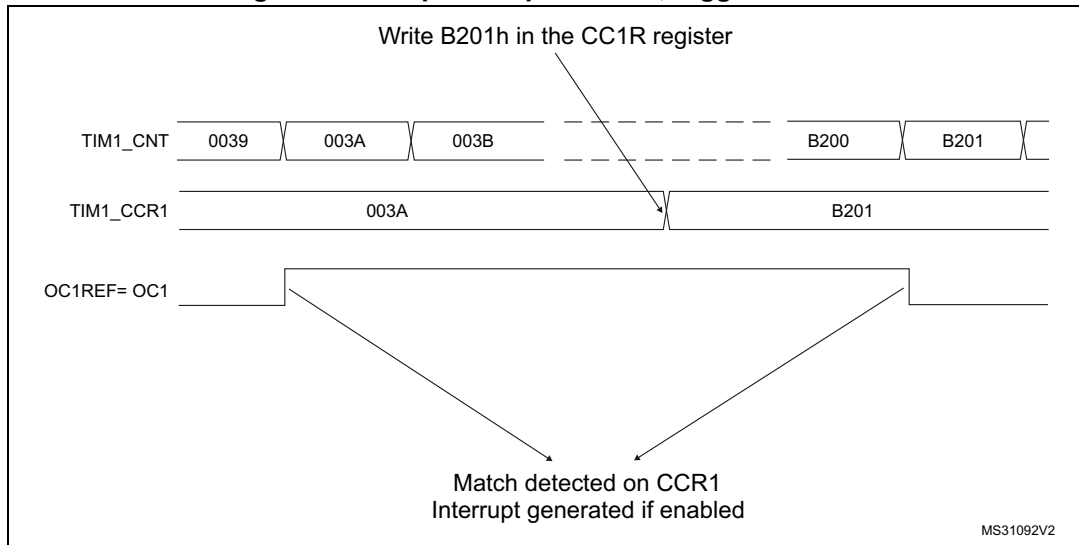 Write B201h in the CC1R register
TIM1_CNT 0039 003A 003B B200 B201
TIM1_CCR1 003A B201
OC1REF= OC1
Match detected on CCR1
Interrupt generated if enabled
MS31092V2